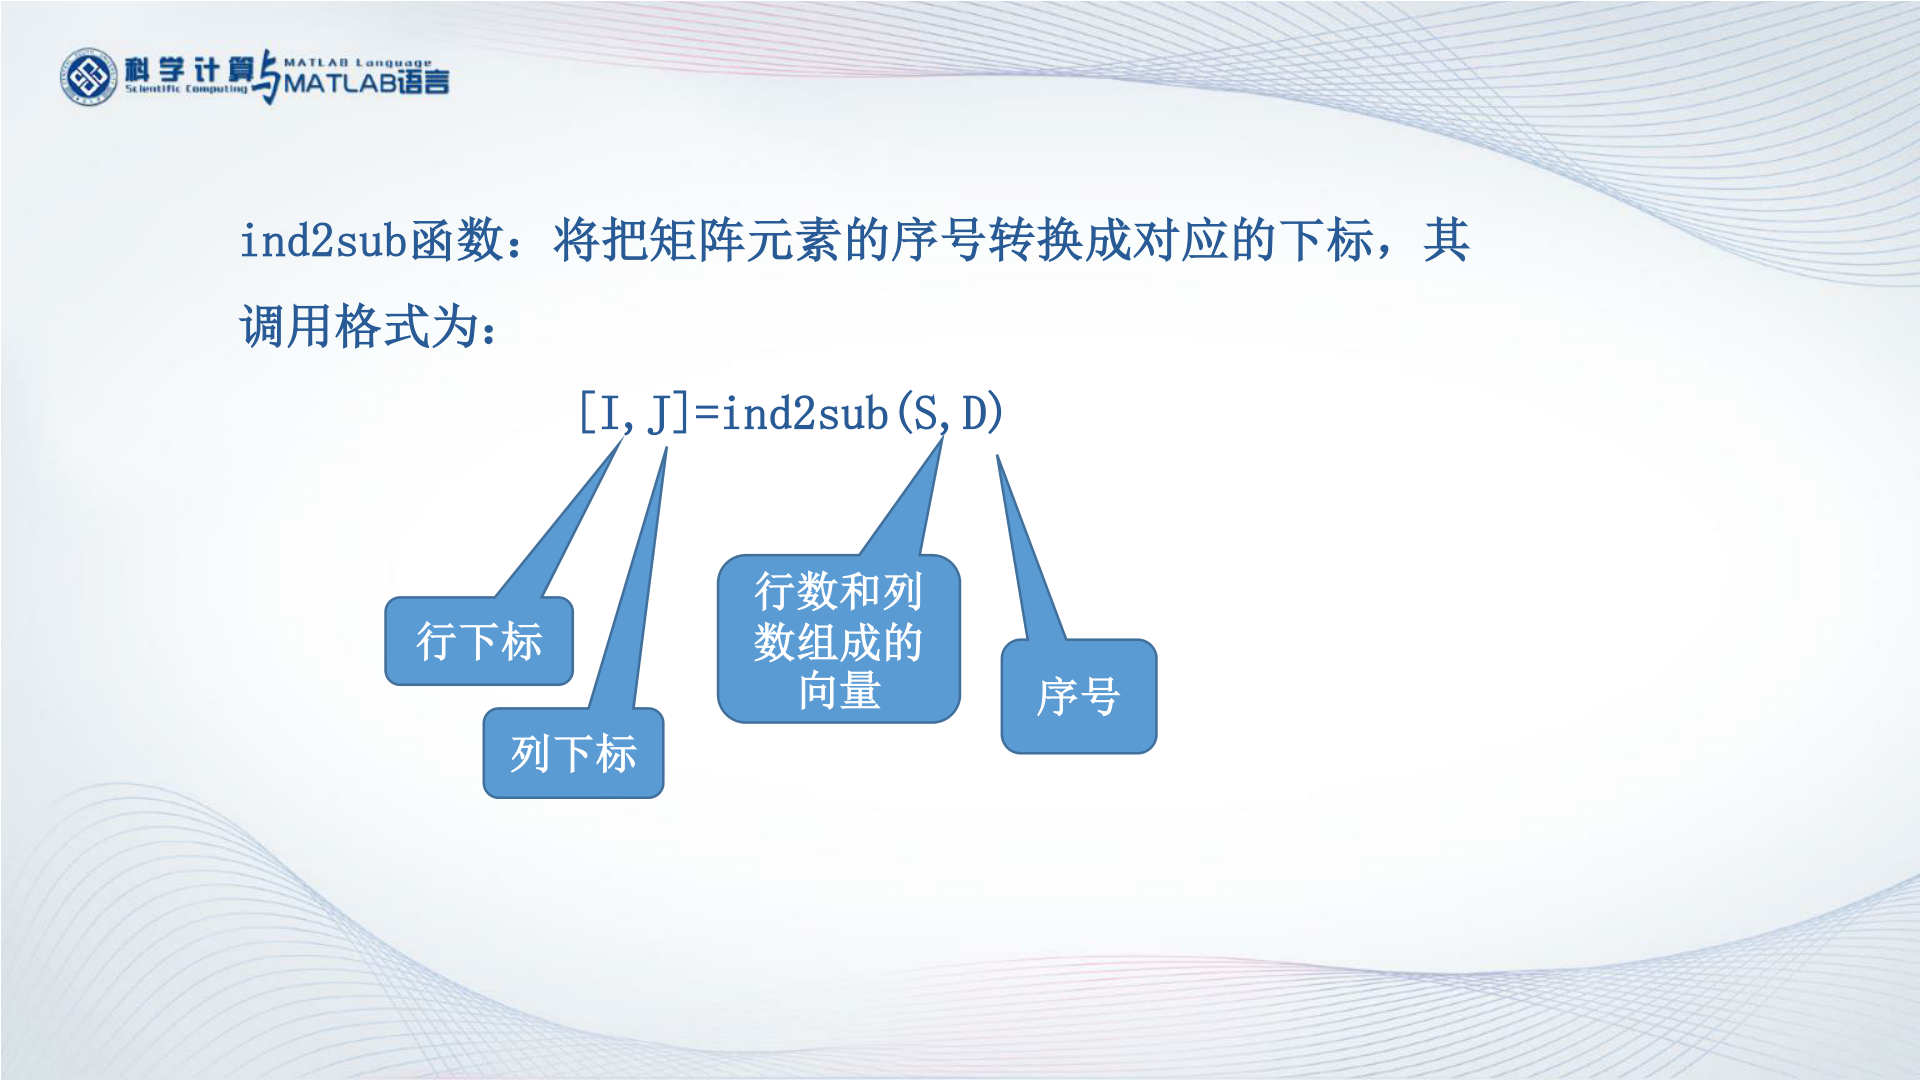 科学计算与MATLAB语言
Scientific Computing
MATLAB Language
ind2sub函数：将把矩阵元素的序号转换成对应的下标，其
调用格式为：
[I,J]=ind2sub(S,D)
行下标
列下标
行数和列
数组成的
向量
序号